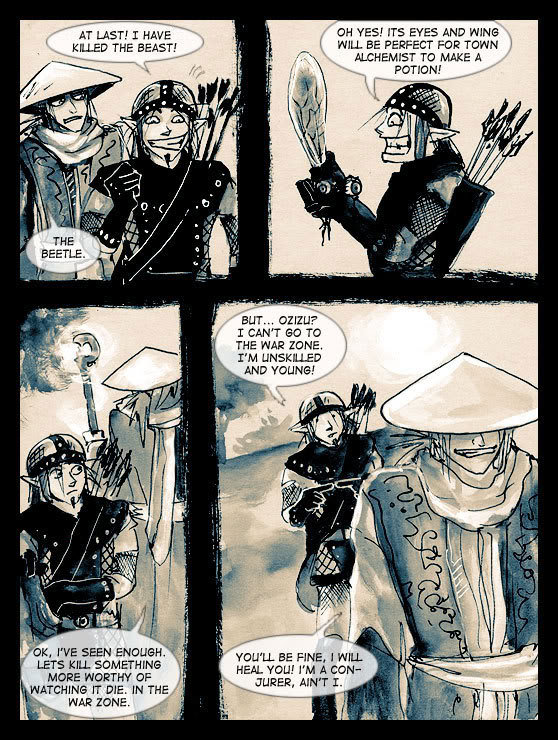 AT LAST! I HAVE
KILLED THE BEAST!
THE
BEETLE.
OH YES! ITS EYES AND WING
WILL BE PERFECT FOR TOWN
ALCHEMIST TO MAKE A
POTION!
OK, I'VE SEEN ENOUGH.
LETS KILL SOMETHING
MORE WORTHY OF
WATCHING IT DIE. IN THE
WAR ZONE.
BUT... OZIZU?
I CAN'T GO TO
THE WAR ZONE.
I'M UNSKILLED
AND YOUNG!
YOU'LL BE FINE, I WILL
HEAL YOU! I'M A CON-
JURER, AIN'T I.